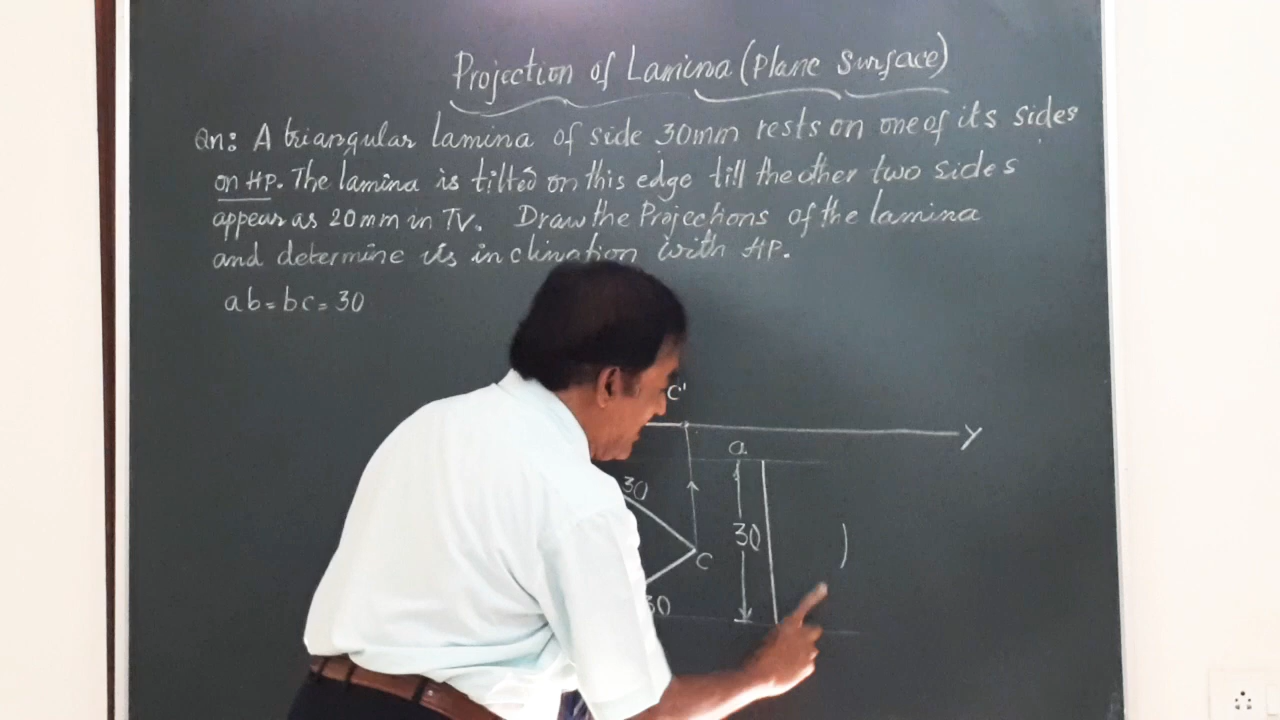 Projection of Lamina (Plane Surface)
Qn: A triangular lamina of side 30mm rests on one of its sides
on HP. The lamina is tilted on this edge till the other two sides
appear as 20mm in TV. Draw the Projections of the lamina
and determine its inclination with HP.
ab = bc = 30
c'
Y
a
30
30
c
30